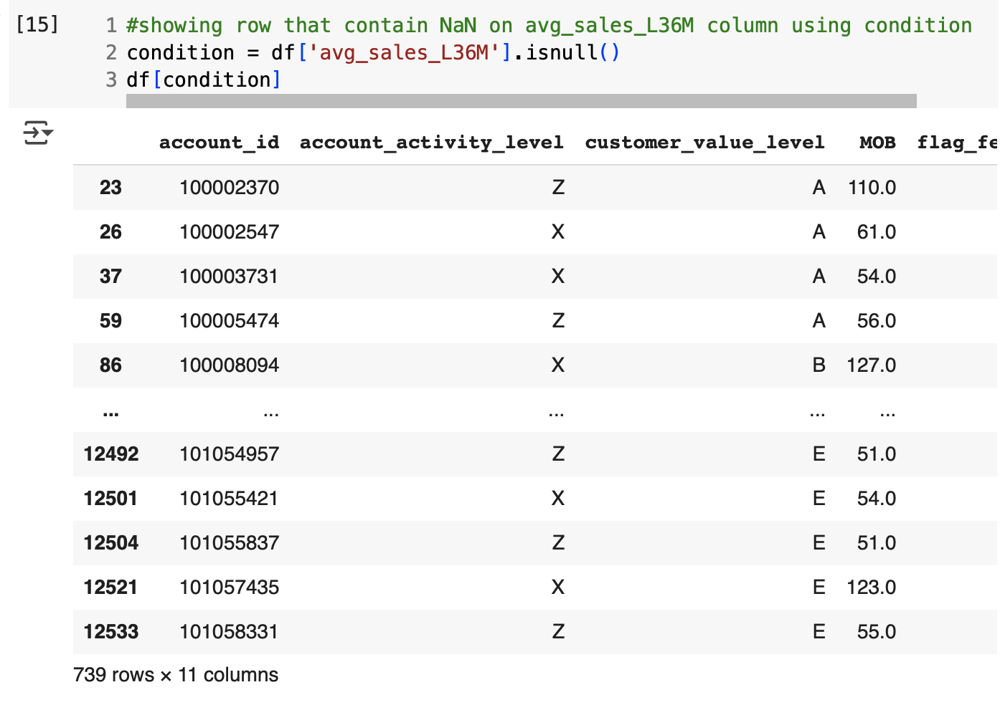 [15] 1 #showing row that contain NaN on avg_sales_L36M column using condition
2 condition = df['avg_sales_L36M'].isnull()
3 df[condition]
account_id account_activity_level customer_value_level MOB flag_fe
23 100002370 Z A 110.0
26 100002547 X A 61.0
37 100003731 X A 54.0
59 100005474 Z A 56.0
86 100008094 X B 127.0
... ... ... ... ...
12492 101054957 Z E 51.0
12501 101055421 X E 54.0
12504 101055837 Z E 51.0
12521 101057435 X E 123.0
12533 101058331 Z E 55.0
739 rows × 11 columns